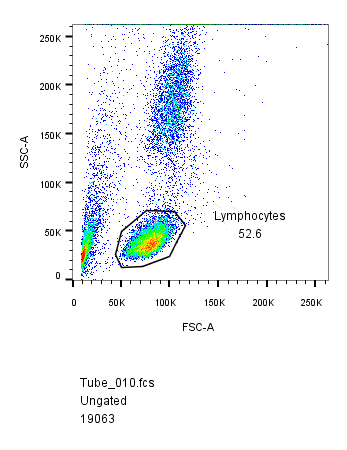 250K
200K
150K
100K
50K
0
SSC-A
Lymphocytes
52.6
0 50K 100K 150K 200K 250K
FSC-A
Tube_010.fcs
Ungated
19063